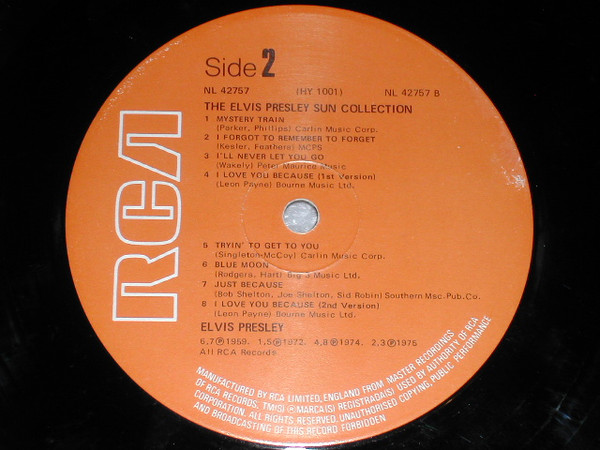 RCA
Side 2
NL 42757 (HY 1001) NL 42757 B
THE ELVIS PRESLEY SUN COLLECTION
1 MYSTERY TRAIN
(Parker, Phillips) Carlin Music Corp.
2 I FORGOT TO REMEMBER TO FORGET
(Kesler, Feathers) MCPS
3 I'LL NEVER LET YOU GO
(Wakely) Peter Maurice Music
4 I LOVE YOU BECAUSE (1st Version)
(Leon Payne) Bourne Music Ltd.
5 TRYIN' TO GET TO YOU
(Singleton-McCoy) Carlin Music Corp.
6 BLUE MOON
(Rodgers, Hart) Big 3 Music Ltd.
7 JUST BECAUSE
(Bob Shelton, Joe Shelton, Sid Robin) Southern Msc. Pub. Co.
8 I LOVE YOU BECAUSE (2nd Version)
(Leon Payne) Bourne Music Ltd.
ELVIS PRESLEY
6,7 ℗ 1959. 1,5 ℗ 1972. 4,8 ℗ 1974. 2,3 ℗ 1975
All RCA Records
MANUFACTURED BY RCA LIMITED, ENGLAND FROM MASTER RECORDINGS
OF RCA RECORDS. TM(S) ® MARCA(S) REGISTRADA(S) USED BY AUTHORITY OF RCA
CORPORATION. ALL RIGHTS RESERVED. UNAUTHORISED COPYING, PUBLIC PERFORMANCE
AND BROADCASTING OF THIS RECORD FORBIDDEN